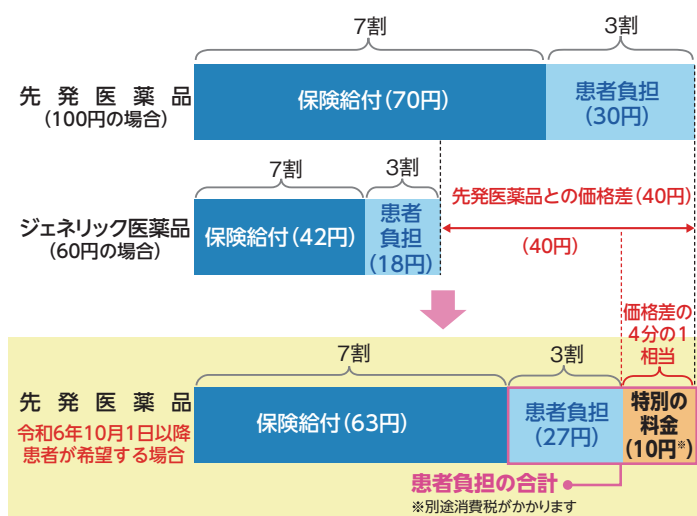 7割
3割
先発医薬品
(100円の場合)
保険給付(70円)
患者負担
(30円)
7割
3割
先発医薬品との価格差(40円)
ジェネリック医薬品
(60円の場合)
保険給付(42円)
患者
負担
(18円)
(40円)
価格差の
4分の1
相当
7割
3割
先発医薬品
令和6年10月1日以降
患者が希望する場合
保険給付(63円)
患者負担
(27円)
特別の
料金
(10円※)
患者負担の合計
※別途消費税がかかります